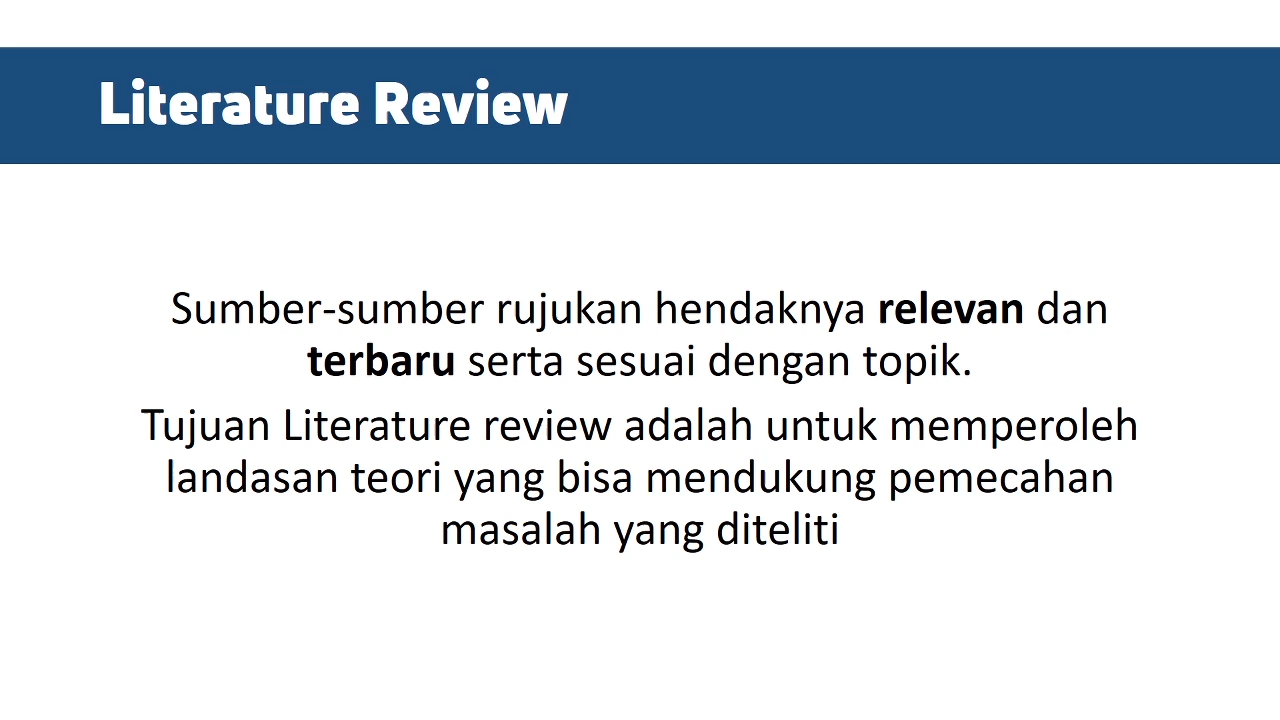 Literature Review
Sumber-sumber rujukan hendaknya relevan dan
terbaru serta sesuai dengan topik.
Tujuan Literature review adalah untuk memperoleh
landasan teori yang bisa mendukung pemecahan
masalah yang diteliti